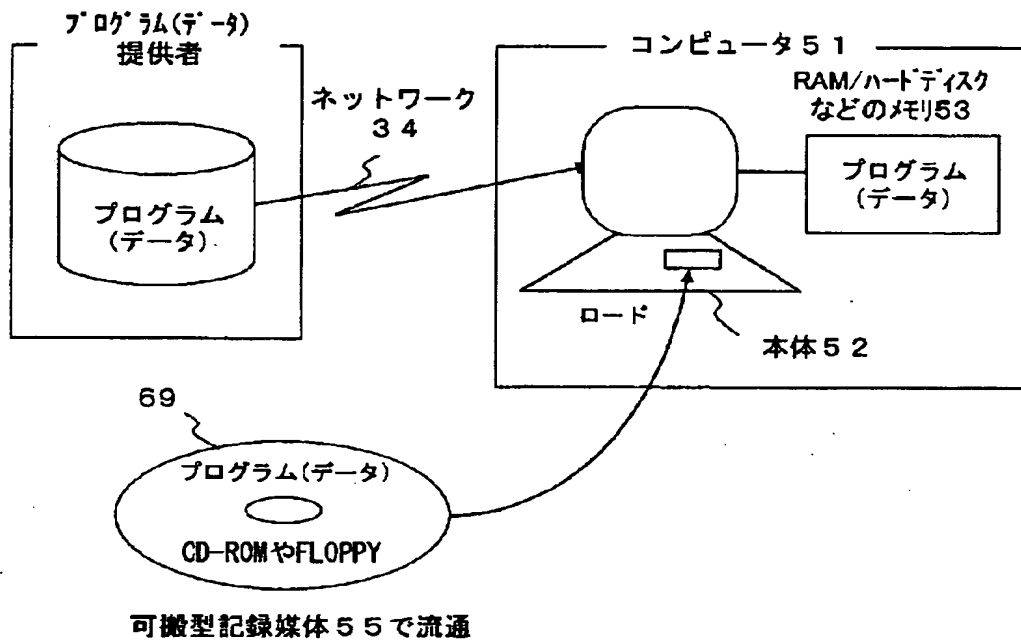 プログラム(データ)
提供者
プログラム
(データ)
ネットワーク
34
コンピュータ51
RAM/ハードディスク
などのメモリ53
プログラム
(データ)
ロード
本体52
69
プログラム(データ)
CD-ROMやFLOPPY
可搬型記録媒体55で流通